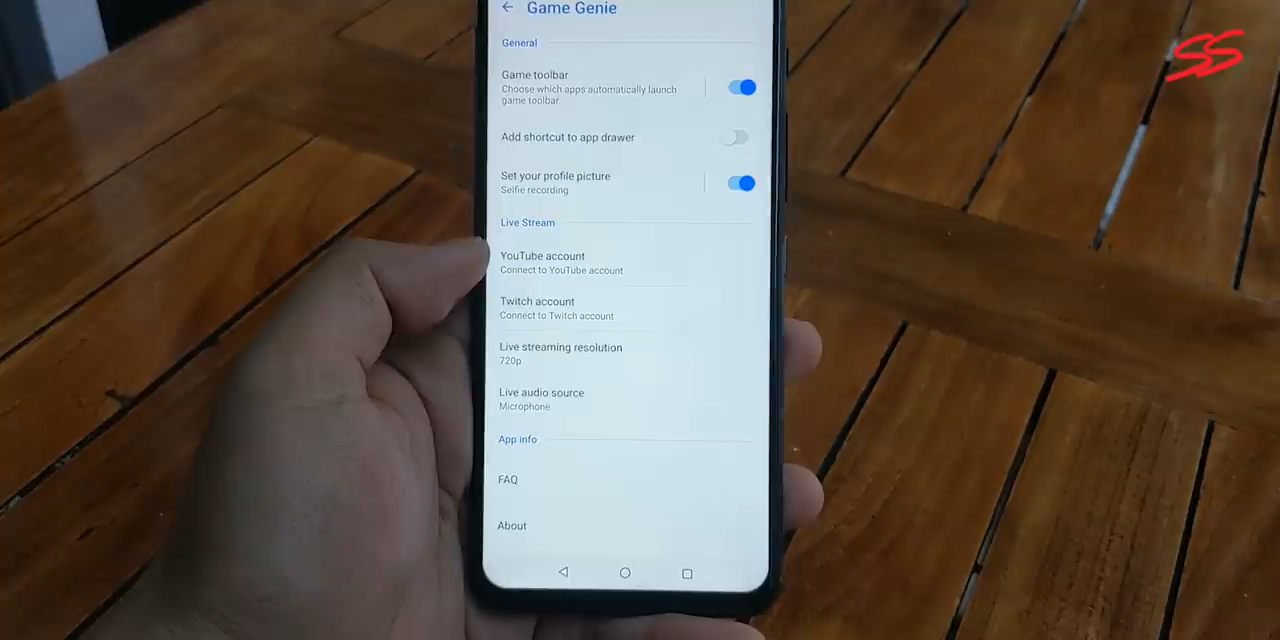 Game Genie
SS
General
Game toolbar
Choose which apps automatically launch
game toolbar
Add shortcut to app drawer
Set your profile picture
Selfie recording
Live Stream
YouTube account
Connect to YouTube account
Twitch account
Connect to Twitch account
Live streaming resolution
720p
Live audio source
Microphone
App info
FAQ
About